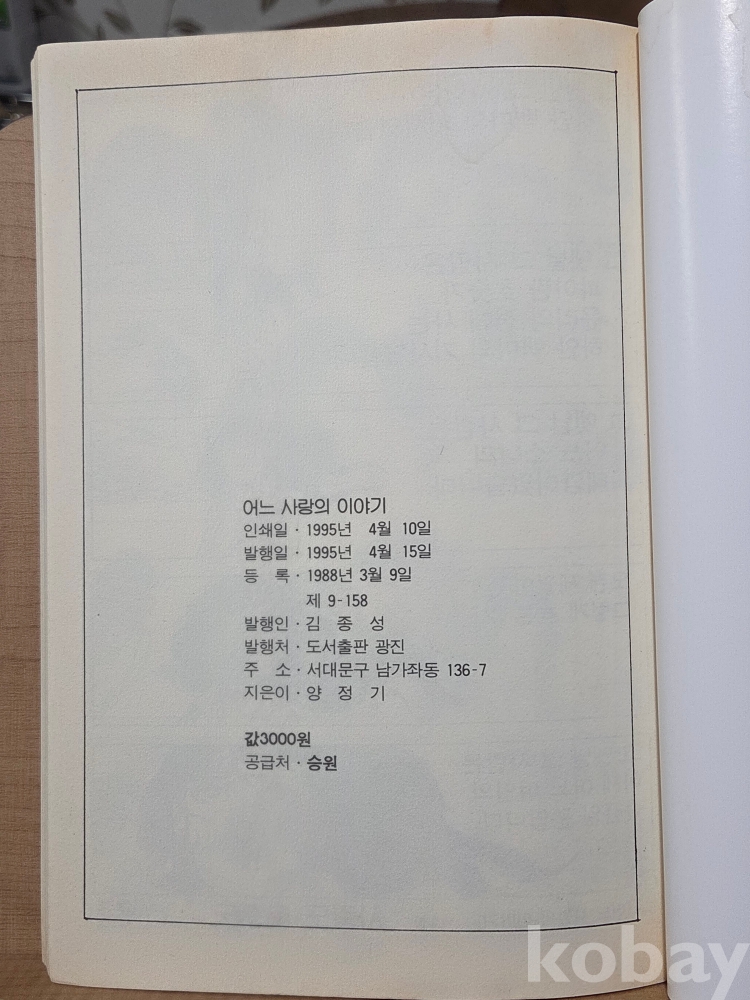 어느 사랑의 이야기
인쇄일 · 1995년 4월 10일
발행일 · 1995년 4월 15일
등 록 · 1988년 3월 9일
제 9-158
발행인 · 김 종 성
발행처 · 도서출판 광진
주 소 · 서대문구 남가좌동 136-7
지은이 · 양 정 기
값3000원
공급처 · 승원
kobay